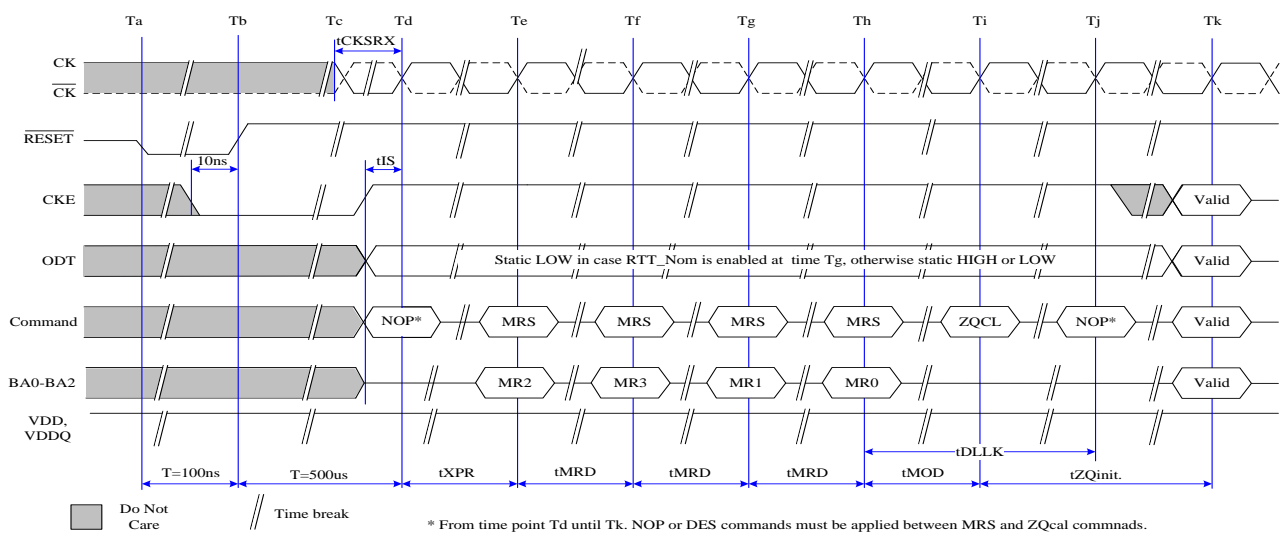 Ta Tb Tc Td Te Tf Tg Th Ti Tj Tk
tCKSRX
CK
CK
RESET
10ns
tIS
CKE
Valid
ODT
Static LOW in case RTT_Nom is enabled at time Tg, otherwise static HIGH or LOW
Valid
Command
NOP*
MRS
MRS
MRS
MRS
ZQCL
NOP*
Valid
BA0-BA2
MR2
MR3
MR1
MR0
Valid
VDD,
VDDQ
tDLLK
T=100ns
T=500us
tXPR
tMRD
tMRD
tMRD
tMOD
tZQinit.
Do Not
Care
Time break
* From time point Td until Tk. NOP or DES commands must be applied between MRS and ZQcal commnads.